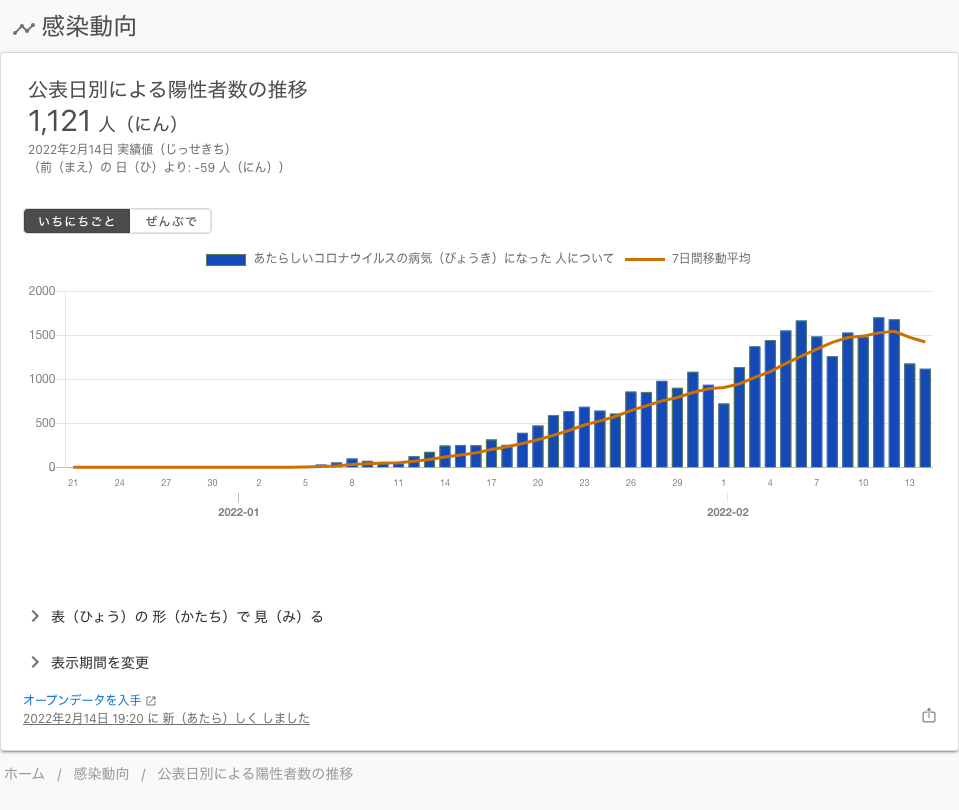 感染動向
公表日別による陽性者数の推移
1,121 人（にん）
2022年2月14日 実績値（じっせきち）
（前（まえ）の 日（ひ）より: -59 人（にん））
いちにちごと ぜんぶで
あたらしいコロナウイルスの病気（びょうき）になった 人について 7日間移動平均
2000
1500
1000
500
0
21 24 27 30 2 5 8 11 14 17 20 23 26 29 1 4 7 10 13
2022-01 2022-02
表（ひょう）の 形（かたち）で 見（み）る
表示期間を変更
オープンデータを入手
2022年2月14日 19:20 に 新（あたら）しく しました
ホーム / 感染動向 / 公表日別による陽性者数の推移